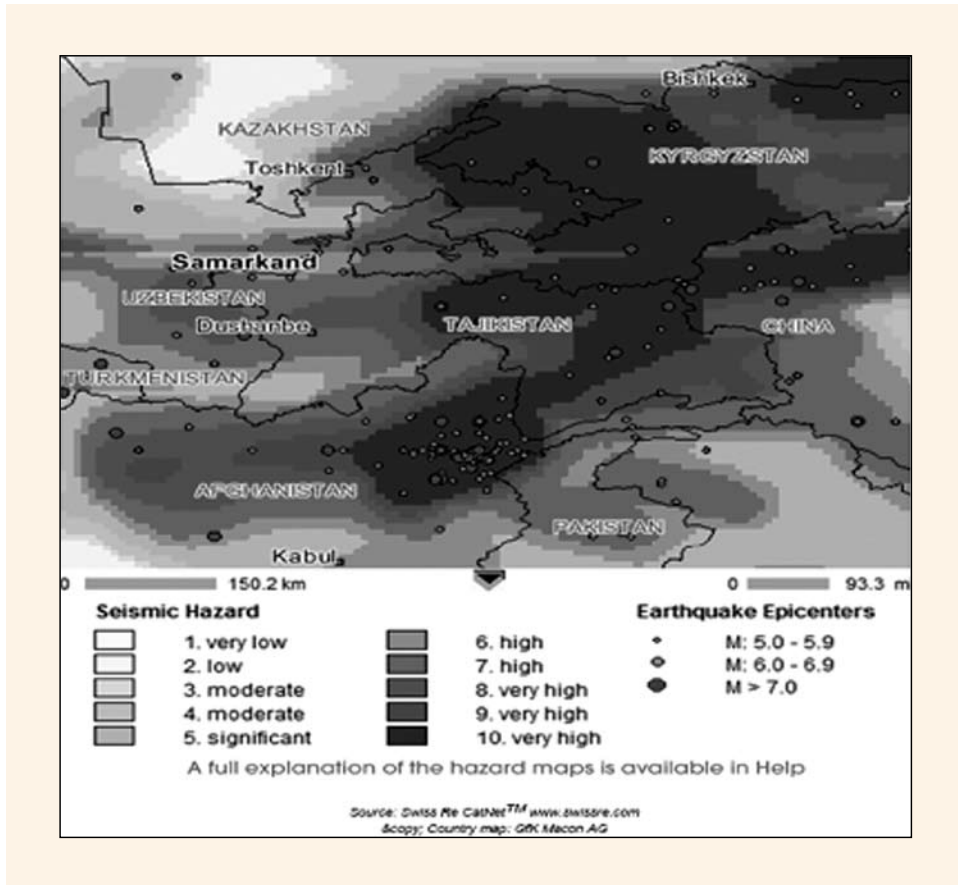 Bishkek
KAZAKHSTAN
KYRGYZSTAN
Toshkent
Samarkand
UZBEKISTAN
Dushanbe
TAJIKISTAN
CHINA
TURKMENISTAN
AFGHANISTAN
PAKISTAN
Kabul
0 150.2 km
0 93.3 m
Seismic Hazard
1. very low
2. low
3. moderate
4. moderate
5. significant
6. high
7. high
8. very high
9. very high
10. very high
Earthquake Epicenters
M: 5.0 - 5.9
M: 6.0 - 6.9
M > 7.0
A full explanation of the hazard maps is available in Help
Source: Swiss Re CatNet™ www.swissre.com
&copy; Country map: GfK Macon AG